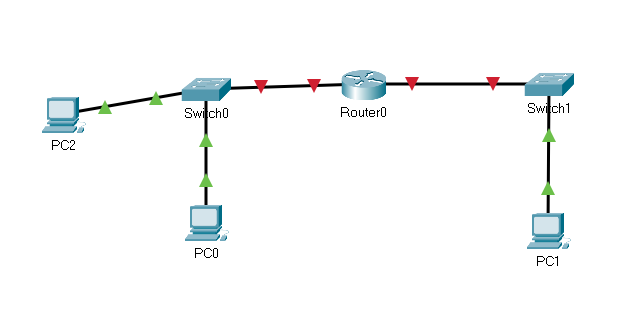 Switch0
Router0
Switch1
PC2
PC0
PC1